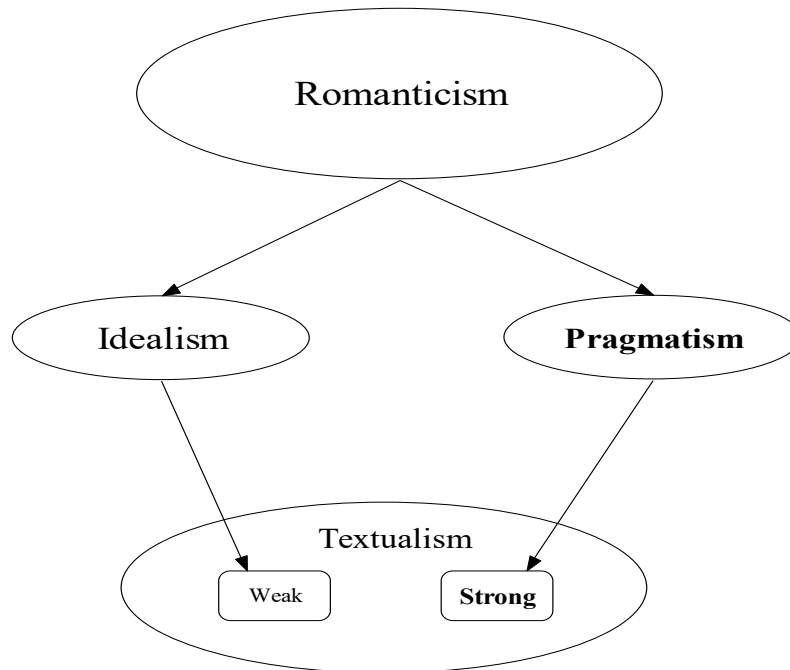 Romanticism
Idealism
Pragmatism
Textualism
Weak
Strong